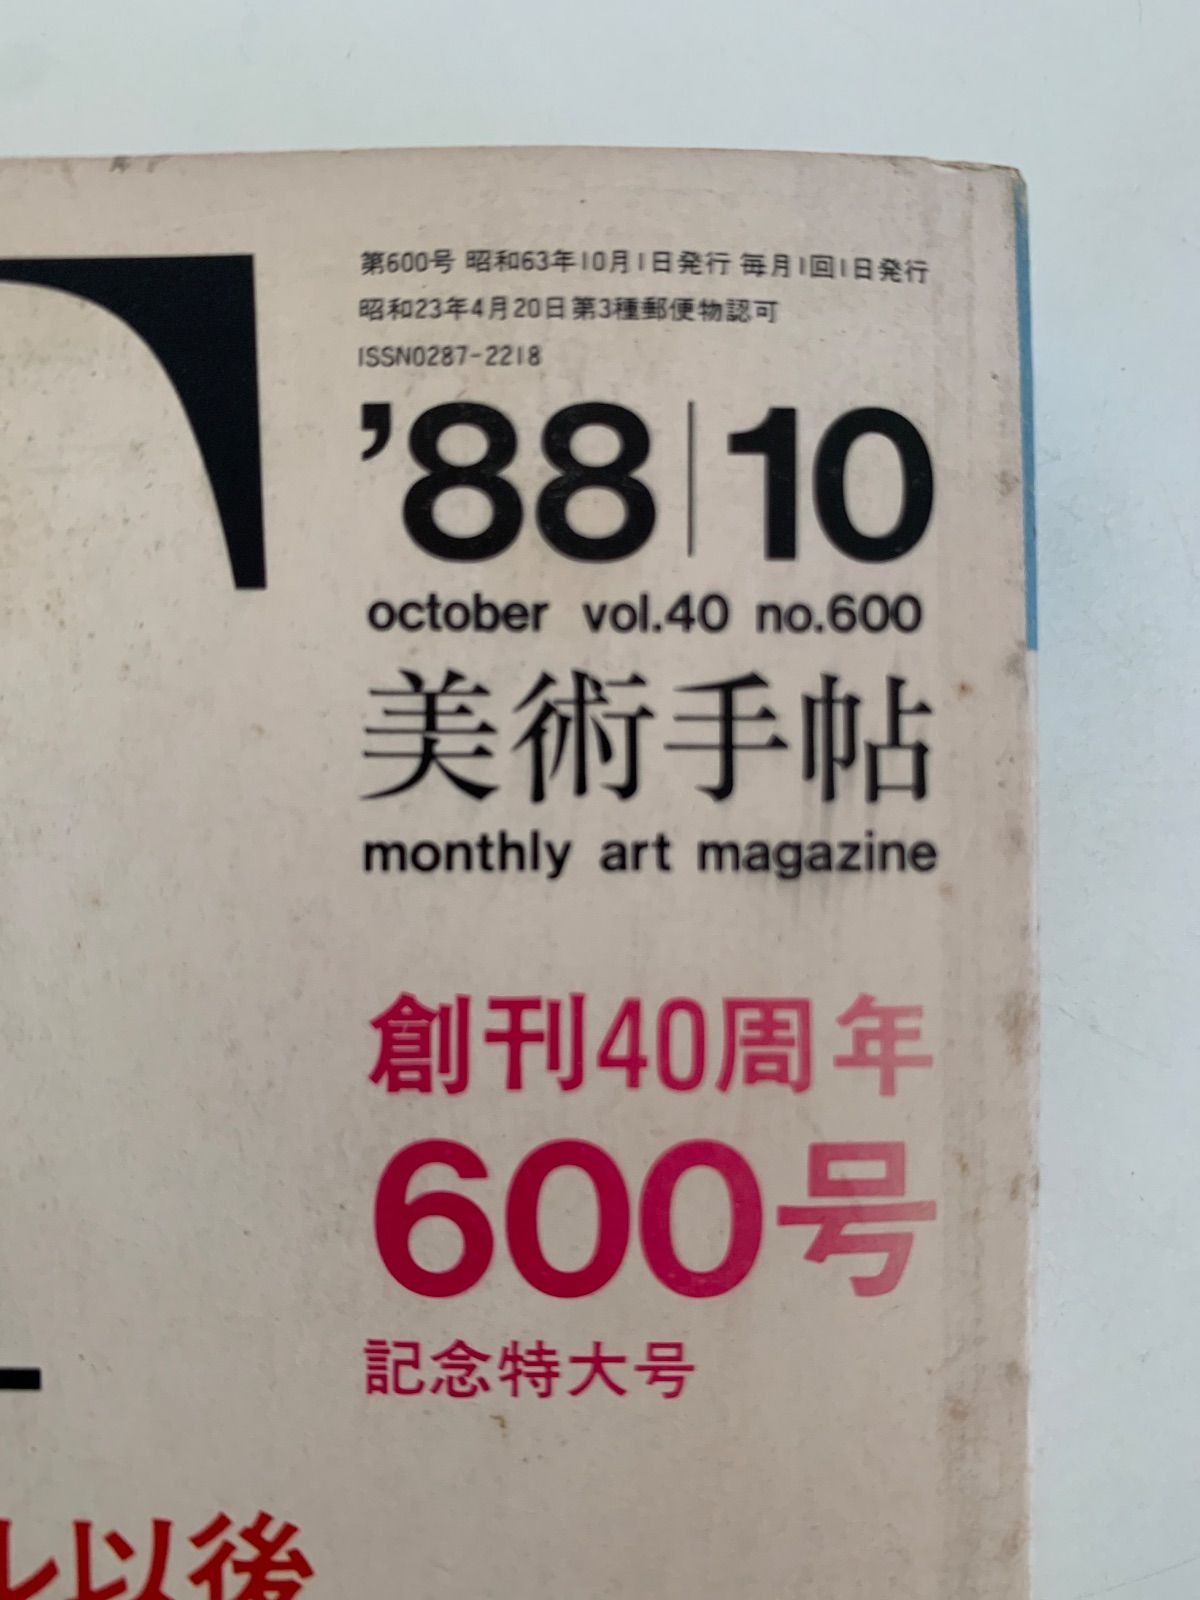 第600号 昭和63年10月1日発行 毎月1回1日発行
昭和23年4月20日第3種郵便物認可
ISSN0287-2218
'88|10
october vol.40 no.600
美術手帖
monthly art magazine
創刊40周年
600号
記念特大号
以後